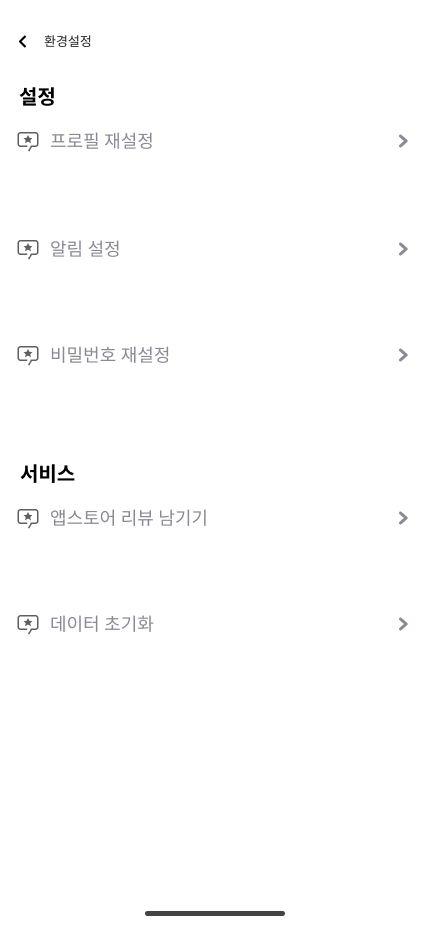 환경설정
설정
프로필 재설정
알림 설정
비밀번호 재설정
서비스
앱스토어 리뷰 남기기
데이터 초기화